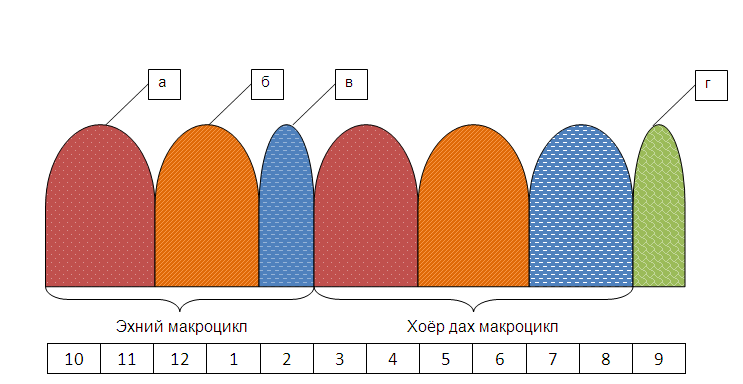 а б в г
Эхний макроцикл Хоёр дах макроцикл
10 11 12 1 2 3 4 5 6 7 8 9